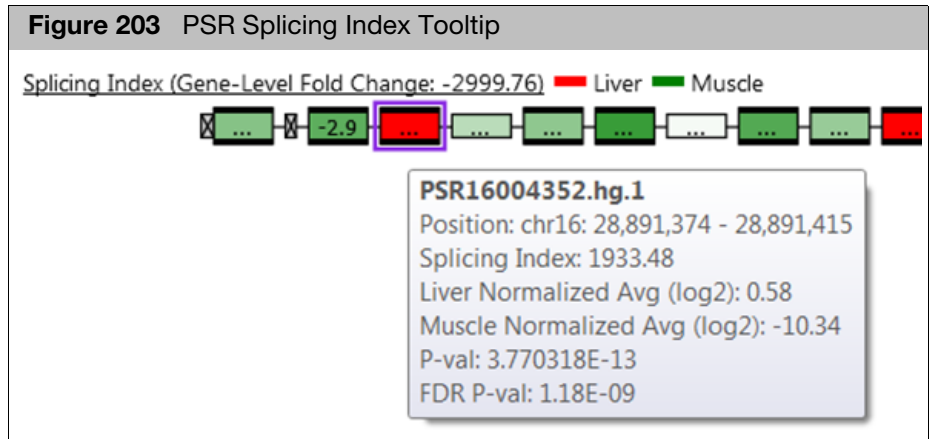 Figure 203 PSR Splicing Index Tooltip
Splicing Index (Gene-Level Fold Change: -2999.76) Liver Muscle
... -2.9 ... ... ... ... ... ... ... ...
PSR16004352.hg.1
Position: chr16: 28,891,374 - 28,891,415
Splicing Index: 1933.48
Liver Normalized Avg (log2): 0.58
Muscle Normalized Avg (log2): -10.34
P-val: 3.770318E-13
FDR P-val: 1.18E-09